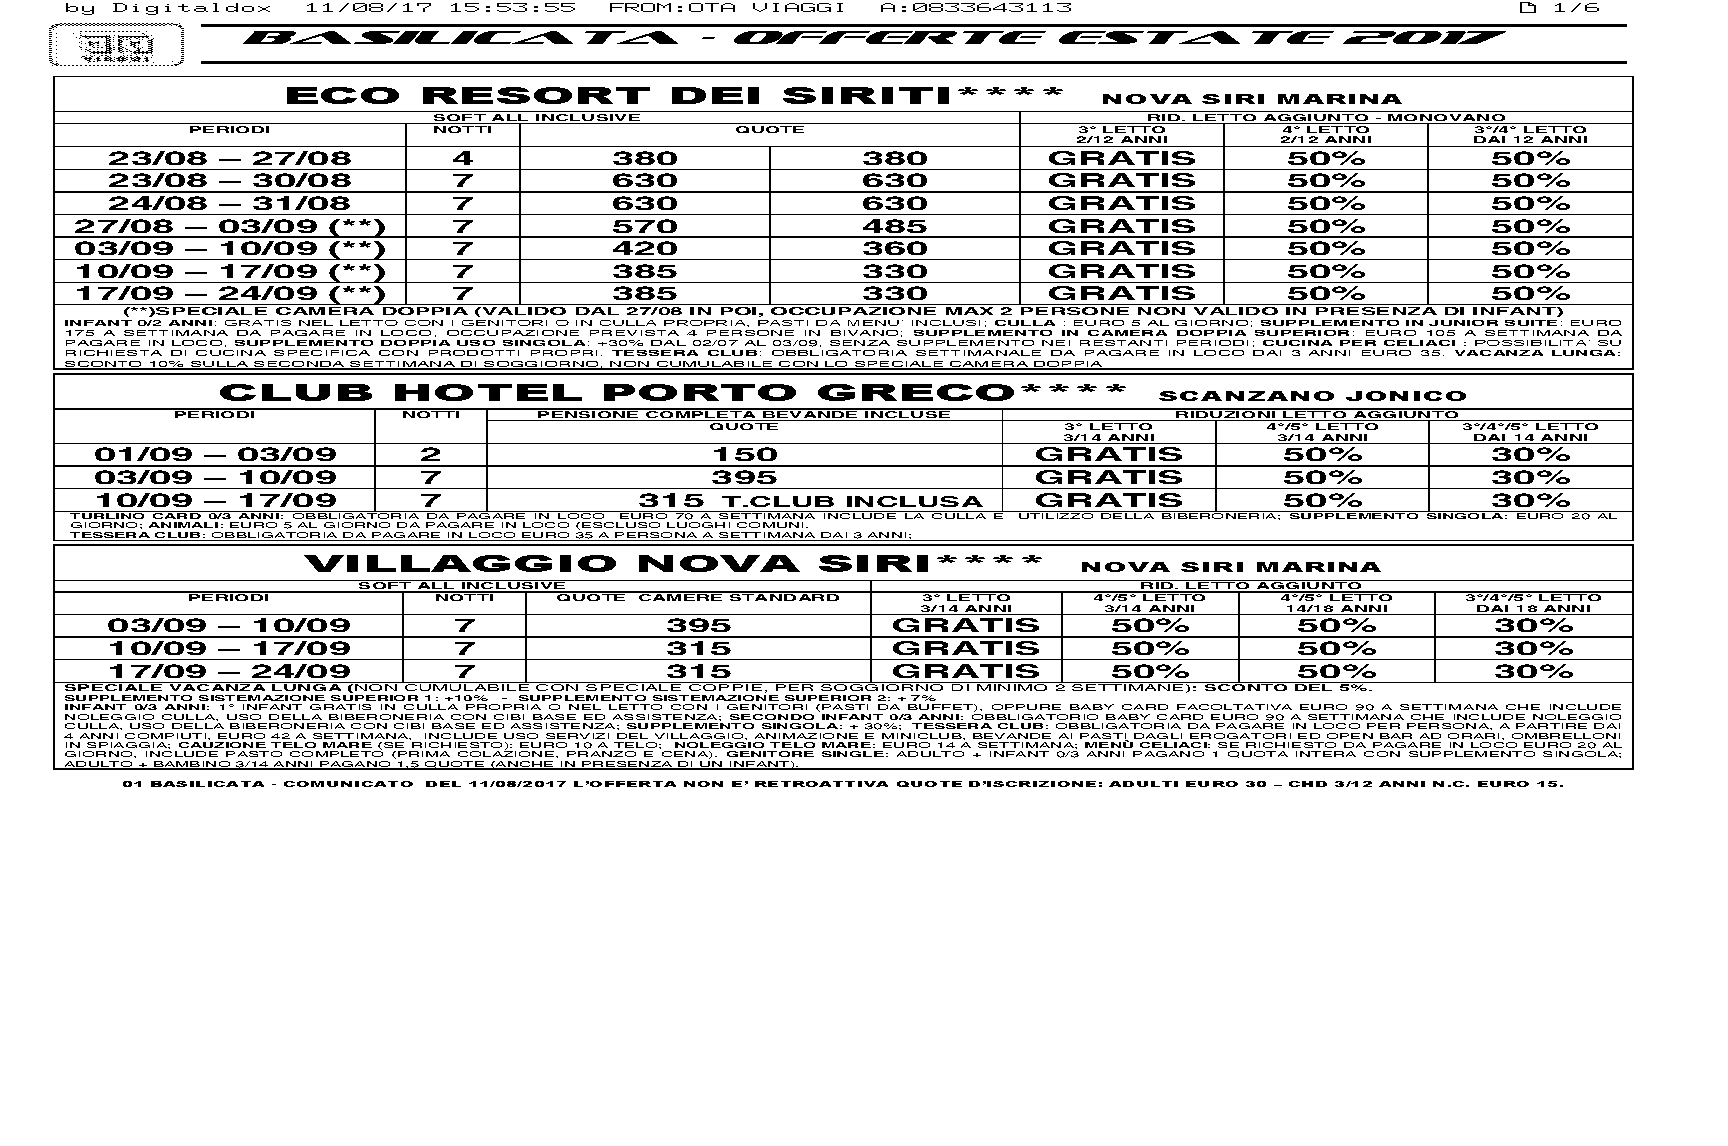 by Digitaldox 11/08/17 15:53:55 FROM:OTA VIAGGI A:0833643113 1/6
BASILICATA - OFFERTE ESTATE 2017
VIAGGI
ECO RESORT DEI SIRITI**** NOVA SIRI MARINA
SOFT ALL INCLUSIVE RID. LETTO AGGIUNTO - MONOVANO
PERIODI NOTTI QUOTE 3° LETTO 4° LETTO 3°/4° LETTO
2/12 ANNI 2/12 ANNI DAI 12 ANNI
23/08 – 27/08 4 380 380 GRATIS 50% 50%
23/08 – 30/08 7 630 630 GRATIS 50% 50%
24/08 – 31/08 7 630 630 GRATIS 50% 50%
27/08 – 03/09 (**) 7 570 485 GRATIS 50% 50%
03/09 – 10/09 (**) 7 420 360 GRATIS 50% 50%
10/09 – 17/09 (**) 7 385 330 GRATIS 50% 50%
17/09 – 24/09 (**) 7 385 330 GRATIS 50% 50%
(**)SPECIALE CAMERA DOPPIA (VALIDO DAL 27/08 IN POI, OCCUPAZIONE MAX 2 PERSONE NON VALIDO IN PRESENZA DI INFANT)
INFANT 0/2 ANNI: GRATIS NEL LETTO CON I GENITORI O IN CULLA PROPRIA, PASTI DA MENU' INCLUSI; CULLA : EURO 5 AL GIORNO; SUPPLEMENTO IN JUNIOR SUITE: EURO
175 A SETTIMANA DA PAGARE IN LOCO, OCCUPAZIONE PREVISTA 4 PERSONE IN BIVANO; SUPPLEMENTO IN CAMERA DOPPIA SUPERIOR: EURO 105 A SETTIMANA DA
PAGARE IN LOCO, SUPPLEMENTO DOPPIA USO SINGOLA: +30% DAL 02/07 AL 03/09, SENZA SUPPLEMENTO NEI RESTANTI PERIODI; CUCINA PER CELIACI : POSSIBILITA' SU
RICHIESTA DI CUCINA SPECIFICA CON PRODOTTI PROPRI. TESSERA CLUB: OBBLIGATORIA SETTIMANALE DA PAGARE IN LOCO DAI 3 ANNI EURO 35. VACANZA LUNGA:
SCONTO 10% SULLA SECONDA SETTIMANA DI SOGGIORNO, NON CUMULABILE CON LO SPECIALE CAMERA DOPPIA
CLUB HOTEL PORTO GRECO**** SCANZANO JONICO
PERIODI NOTTI PENSIONE COMPLETA BEVANDE INCLUSE RIDUZIONI LETTO AGGIUNTO
QUOTE 3° LETTO 4°/5° LETTO 3°/4°/5° LETTO
3/14 ANNI 3/14 ANNI DAI 14 ANNI
01/09 – 03/09 2 150 GRATIS 50% 30%
03/09 – 10/09 7 395 GRATIS 50% 30%
10/09 – 17/09 7 315 T.CLUB INCLUSA GRATIS 50% 30%
TURLINO CARD 0/3 ANNI: OBBLIGATORIA DA PAGARE IN LOCO EURO 70 A SETTIMANA INCLUDE LA CULLA E UTILIZZO DELLA BIBERONERIA; SUPPLEMENTO SINGOLA: EURO 20 AL
GIORNO; ANIMALI: EURO 5 AL GIORNO DA PAGARE IN LOCO (ESCLUSO LUOGHI COMUNI.
TESSERA CLUB: OBBLIGATORIA DA PAGARE IN LOCO EURO 35 A PERSONA A SETTIMANA DAI 3 ANNI;
VILLAGGIO NOVA SIRI**** NOVA SIRI MARINA
SOFT ALL INCLUSIVE RID. LETTO AGGIUNTO
PERIODI NOTTI QUOTE CAMERE STANDARD 3° LETTO 4°/5° LETTO 4°/5° LETTO 3°/4°/5° LETTO
3/14 ANNI 3/14 ANNI 14/18 ANNI DAI 18 ANNI
03/09 – 10/09 7 395 GRATIS 50% 50% 30%
10/09 – 17/09 7 315 GRATIS 50% 50% 30%
17/09 – 24/09 7 315 GRATIS 50% 50% 30%
SPECIALE VACANZA LUNGA (NON CUMULABILE CON SPECIALE COPPIE, PER SOGGIORNO DI MINIMO 2 SETTIMANE): SCONTO DEL 5%.
SUPPLEMENTO SISTEMAZIONE SUPERIOR 1: +10% - SUPPLEMENTO SISTEMAZIONE SUPERIOR 2: +7%
INFANT 0/3 ANNI: 1° INFANT GRATIS IN CULLA PROPRIA O NEL LETTO CON I GENITORI (PASTI DA BUFFET), OPPURE BABY CARD FACOLTATIVA EURO 90 A SETTIMANA CHE INCLUDE
NOLEGGIO CULLA, USO DELLA BIBERONERIA CON CIBI BASE ED ASSISTENZA; SECONDO INFANT 0/3 ANNI: OBBLIGATORIO BABY CARD EURO 90 A SETTIMANA CHE INCLUDE NOLEGGIO
CULLA, USO DELLA BIBERONERIA CON CIBI BASE ED ASSISTENZA; SUPPLEMENTO SINGOLA: + 30%; TESSERA CLUB: OBBLIGATORIA DA PAGARE IN LOCO PER PERSONA, A PARTIRE DAI
4 ANNI COMPIUTI, EURO 42 A SETTIMANA, INCLUDE USO SERVIZI DEL VILLAGGIO, ANIMAZIONE E MINICLUB, BEVANDE AI PASTI DAGLI EROGATORI ED OPEN BAR AD ORARI, OMBRELLONI
IN SPIAGGIA; CAUZIONE TELO MARE (SE RICHIESTO): EURO 10 A TELO; NOLEGGIO TELO MARE: EURO 14 A SETTIMANA; MENÙ CELIACI: SE RICHIESTO DA PAGARE IN LOCO EURO 20 AL
GIORNO, INCLUDE PASTO COMPLETO (PRIMA COLAZIONE, PRANZO E CENA). GENITORE SINGLE: ADULTO + INFANT 0/3 ANNI PAGANO 1 QUOTA INTERA CON SUPPLEMENTO SINGOLA;
ADULTO + BAMBINO 3/14 ANNI PAGANO 1,5 QUOTE (ANCHE IN PRESENZA DI UN INFANT).
01 BASILICATA - COMUNICATO DEL 11/08/2017 L'OFFERTA NON E' RETROATTIVA QUOTE D'ISCRIZIONE: ADULTI EURO 30 – CHD 3/12 ANNI N.C. EURO 15.